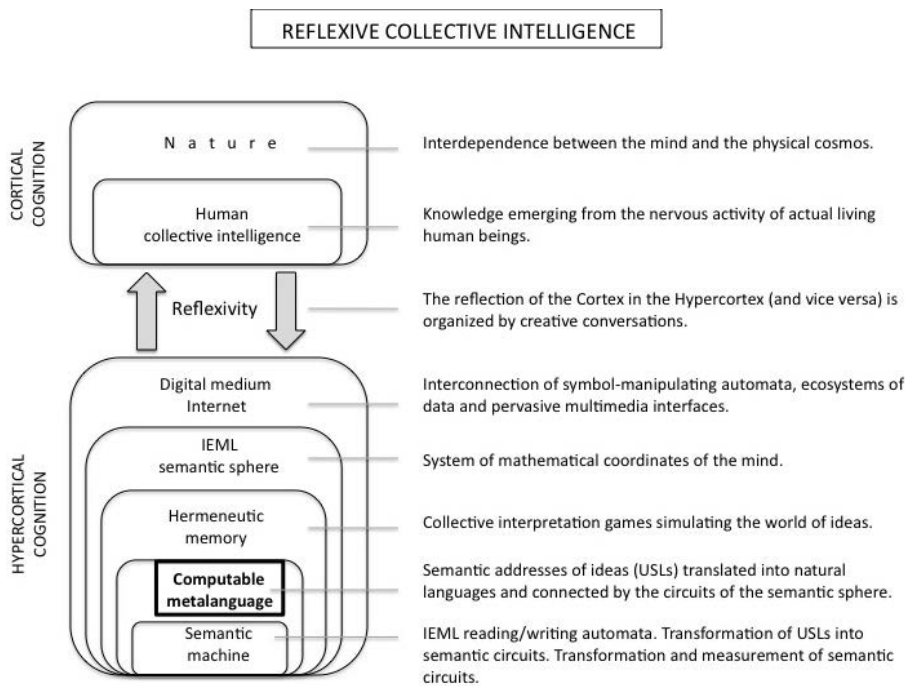 REFLEXIVE COLLECTIVE INTELLIGENCE
CORTICAL
COGNITION
N a t u r e
Interdependence between the mind and the physical cosmos.
Human
collective intelligence
Knowledge emerging from the nervous activity of actual living
human beings.
Reflexivity
The reflection of the Cortex in the Hypercortex (and vice versa) is
organized by creative conversations.
HYPERCORTICAL
COGNITION
Digital medium
Internet
Interconnection of symbol-manipulating automata, ecosystems of
data and pervasive multimedia interfaces.
IEML
semantic sphere
System of mathematical coordinates of the mind.
Hermeneutic
memory
Collective interpretation games simulating the world of ideas.
Computable
metalanguage
Semantic addresses of ideas (USLs) translated into natural
languages and connected by the circuits of the semantic sphere.
Semantic
machine
IEML reading/writing automata. Transformation of USLs into
semantic circuits. Transformation and measurement of semantic
circuits.